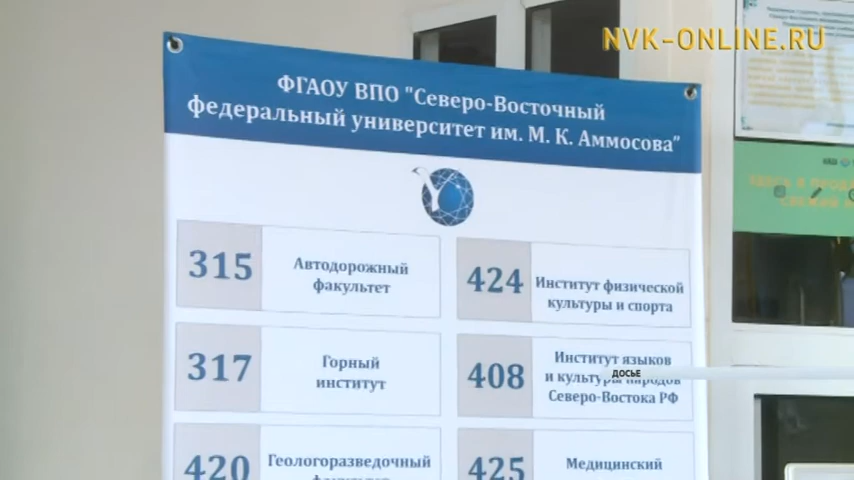 NVK-ONLINE.RU
ФГАОУ ВПО "Северо-Восточный
федеральный университет им. М. К. Аммосова"
315
Автодорожный
факультет
424
Институт физической
культуры и спорта
317
Горный
институт
408
Институт языков
и культуры народов
Северо-Востока РФ
ДОСЬЕ
420
Геологоразведочный
факультет
425
Медицинский